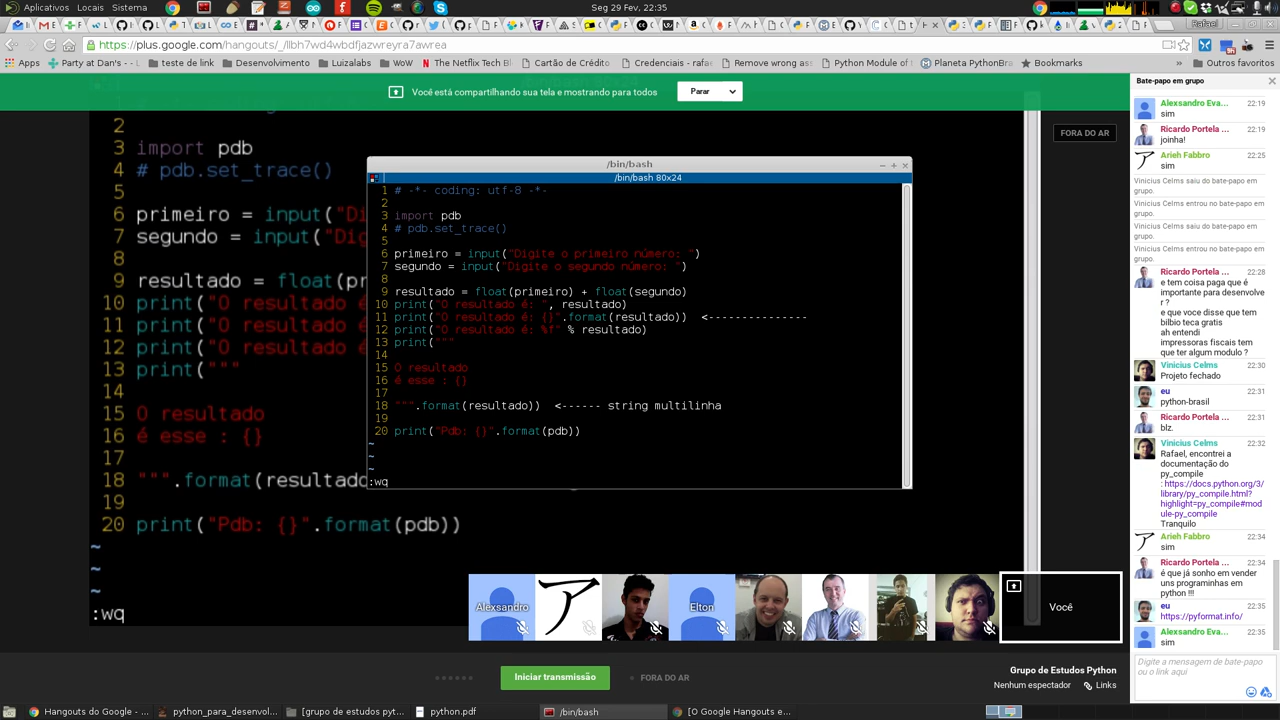 Aplicativos Locais Sistema
Seg 29 Fev, 22:35
Rafael
https://plus.google.com/hangouts/_/llbh7wd4wbdfjazwreyra7awrea
Apps Party at Dan's-- W... teste de link Desenvolvimento Luizalabs WoW The Netflix Tech Bl... Cartão de Crédito Credenciais - rafae... Remove wrong ass... Python Module of t... Planeta PythonBra... Bookmarks » Outros favoritos
Você está compartilhando sua tela e mostrando para todos
Parar
FORA DO AR
2
3 import pdb
4 # pdb.set_trace()
5
6 primeiro = input("Di
7 segundo = input("Dig
8
9 resultado = float(pr
10 print("O resultado é
11 print("O resultado é
12 print("O resultado é
13 print("""
14
15 O resultado
16 é esse : {}
17
18 """.format(resultado
19
20 print("Pdb: {}".format(pdb))
~
~
~
:wq
/bin/bash
/bin/bash 80x24
1 # -*- coding: utf-8 -*-
2
3 import pdb
4 # pdb.set_trace()
5
6 primeiro = input("Digite o primeiro número: ")
7 segundo = input("Digite o segundo número: ")
8
9 resultado = float(primeiro) + float(segundo)
10 print("O resultado é: ", resultado)
11 print("O resultado é: {}".format(resultado)) <--------------
12 print("O resultado é: %f" % resultado)
13 print("""
14
15 O resultado
16 é esse : {}
17
18 """.format(resultado)) <------ string multilinha
19
20 print("Pdb: {}".format(pdb))
~
~
~
:wq
Alexsandro
ア
Elton
Você
Iniciar transmissão
FORA DO AR
Grupo de Estudos Python
Nenhum espectador Links
Bate-papo em grupo
Alexsandro Eva... 22:19
sim
Ricardo Portela ... 22:19
joinha!
Arieh Fabbro 22:25
sim
Vinicius Celms saiu do bate-papo em
grupo.
Vinicius Celms entrou no bate-papo em
grupo.
Vinicius Celms saiu do bate-papo em
grupo.
Vinicius Celms entrou no bate-papo em
grupo.
Ricardo Portela ... 22:28
e tem coisa paga que é
importante para desenvolve
r ?
e que voce disse que tem
bilbio teca gratis
ah entendi
impressoras fiscais tem
que ter algum modulo ?
Vinicius Celms 22:30
Projeto fechado
eu 22:31
python-brasil
Ricardo Portela ... 22:31
blz.
Vinicius Celms 22:32
Rafael, encontrei a
documentação do
py_compile
: https://docs.python.org/3/
library/py_compile.html?
highlight=py_compile#mod
ule-py_compile
Tranquilo
Arieh Fabbro 22:34
sim
Ricardo Portela ... 22:34
é que já sonho em vender
uns programinhas em
python !!!
eu 22:35
https://pyformat.info/
Alexsandro Eva... 22:35
sim
Digite a mensagem de bate-papo
ou o link aqui
Hangouts do Google - ... python_para_desenvol... [grupo de estudos pyt... python.pdf /bin/bash [O Google Hangouts e...